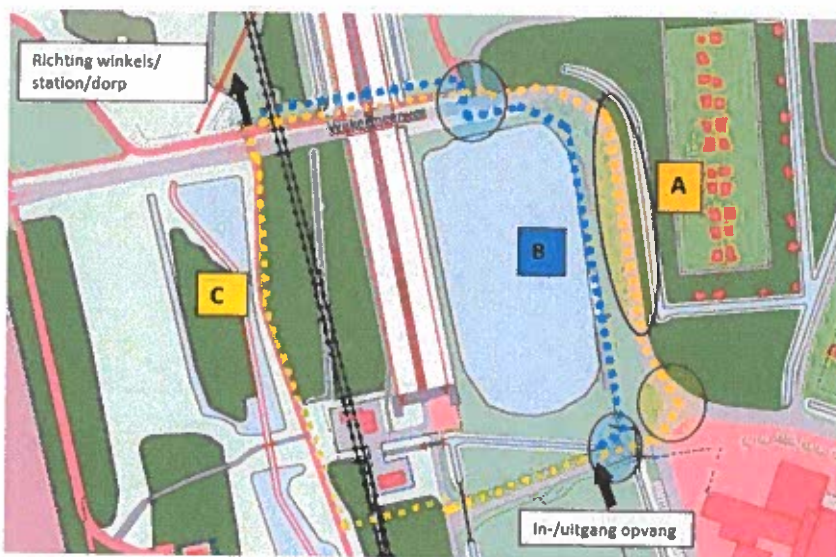 Richting winkels/
station/dorp
A
B
C
In-/uitgang opvang